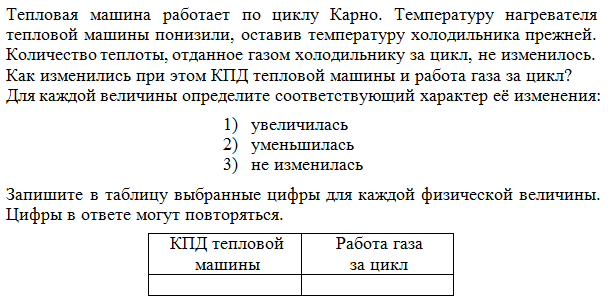 Тепловая машина работает по циклу Карно. Температуру нагревателя
тепловой машины понизили, оставив температуру холодильника прежней.
Количество теплоты, отданное газом холодильнику за цикл, не изменилось.
Как изменились при этом КПД тепловой машины и работа газа за цикл?
Для каждой величины определите соответствующий характер её изменения:
1) увеличилась
2) уменьшилась
3) не изменилась
Запишите в таблицу выбранные цифры для каждой физической величины.
Цифры в ответе могут повторяться.
КПД тепловой машины
Работа газа за цикл